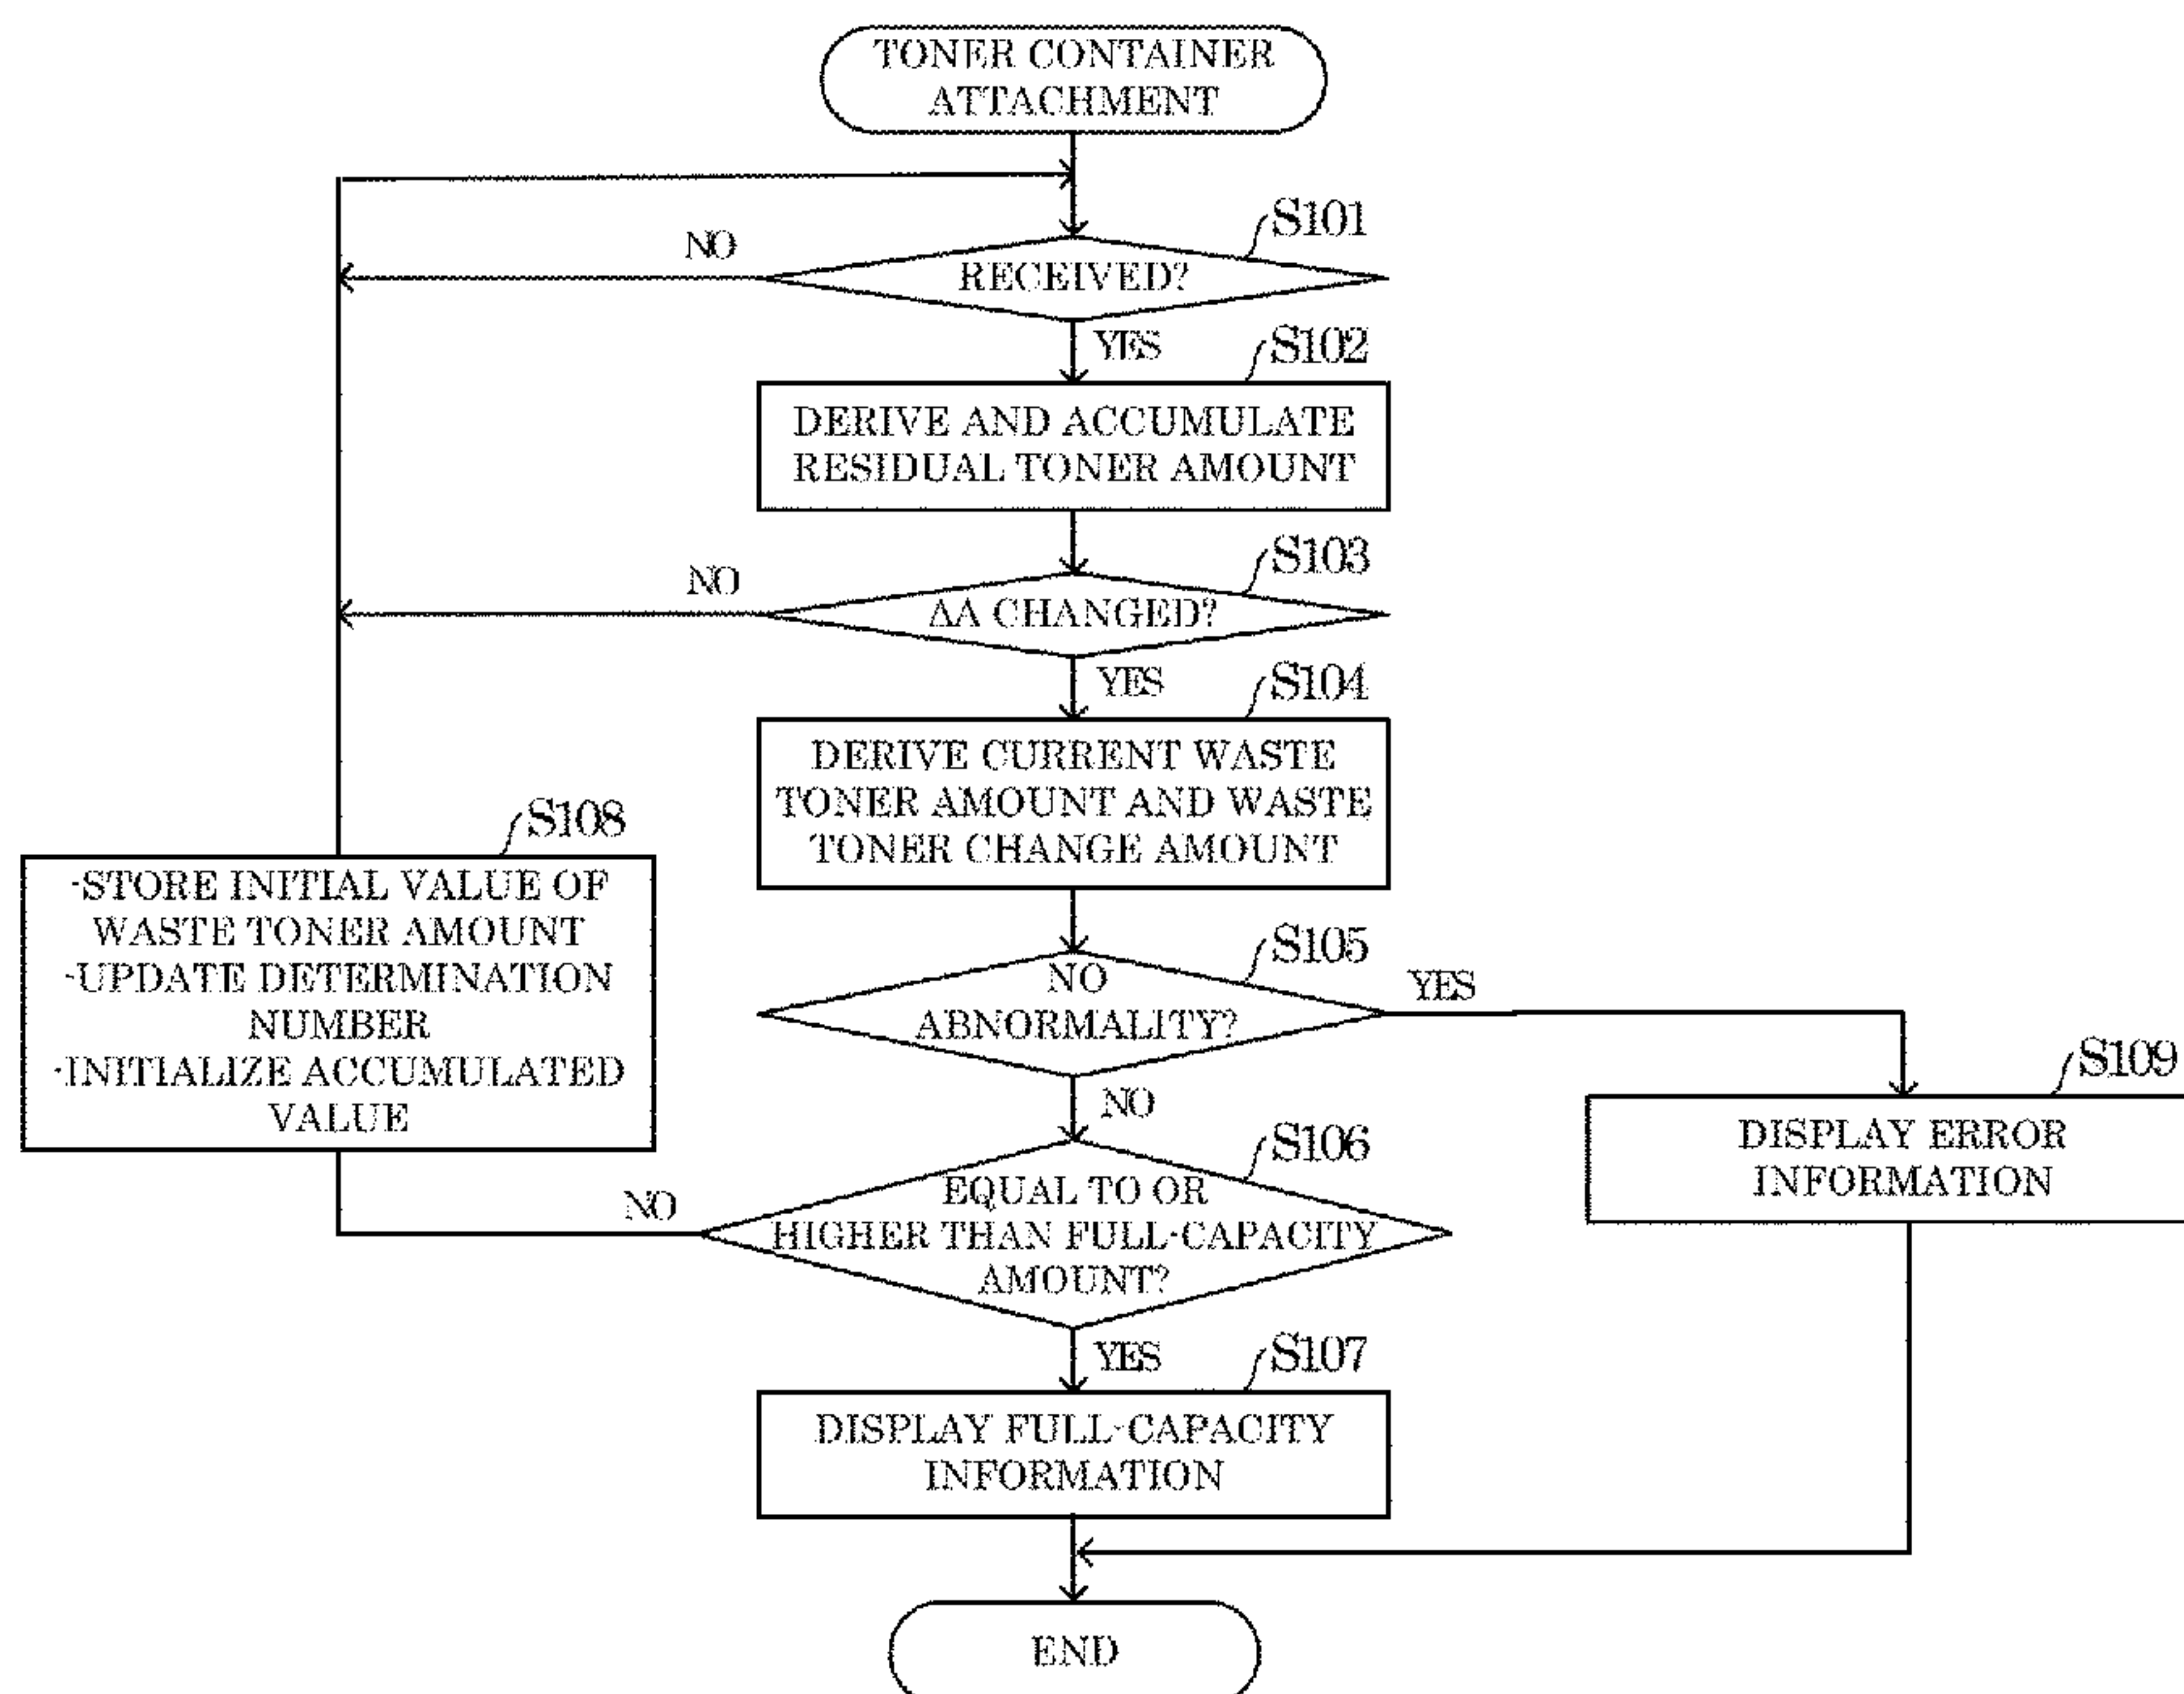 TONER CONTAINER
ATTACHMENT
S101
NO
RECEIVED?
YES
S102
DERIVE AND ACCUMULATE
RESIDUAL TONER AMOUNT
S103
NO
ΔA CHANGED?
YES
S104
DERIVE CURRENT WASTE
TONER AMOUNT AND WASTE
TONER CHANGE AMOUNT
S108
-STORE INITIAL VALUE OF
WASTE TONER AMOUNT
-UPDATE DETERMINATION
NUMBER
-INITIALIZE ACCUMULATED
VALUE
S105
NO
ABNORMALITY?
YES
NO
S109
DISPLAY ERROR
INFORMATION
S106
NO
EQUAL TO OR
HIGHER THAN FULL-CAPACITY
AMOUNT?
YES
S107
DISPLAY FULL-CAPACITY
INFORMATION
END